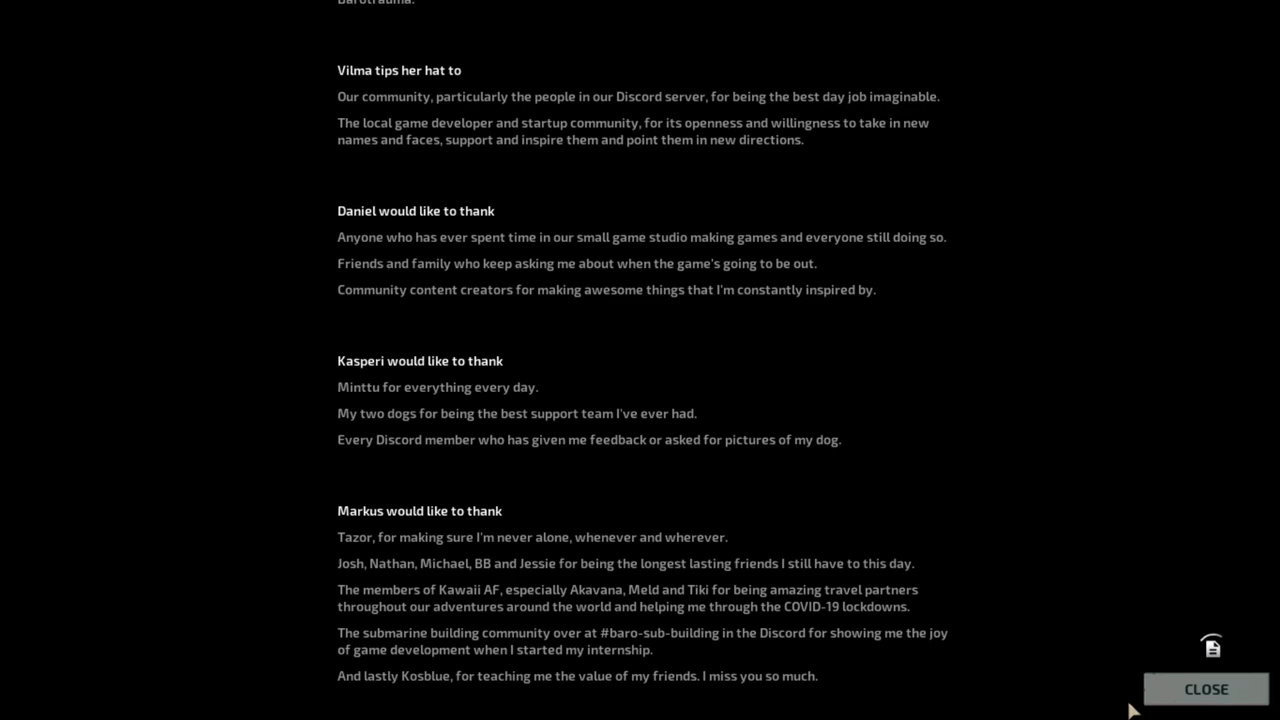 Barotrauma.
Vilma tips her hat to
Our community, particularly the people in our Discord server, for being the best day job imaginable.
The local game developer and startup community, for its openness and willingness to take in new
names and faces, support and inspire them and point them in new directions.
Daniel would like to thank
Anyone who has ever spent time in our small game studio making games and everyone still doing so.
Friends and family who keep asking me about when the game's going to be out.
Community content creators for making awesome things that I'm constantly inspired by.
Kasperi would like to thank
Minttu for everything every day.
My two dogs for being the best support team I've ever had.
Every Discord member who has given me feedback or asked for pictures of my dog.
Markus would like to thank
Tazor, for making sure I'm never alone, whenever and wherever.
Josh, Nathan, Michael, BB and Jessie for being the longest lasting friends I still have to this day.
The members of Kawaii AF, especially Akavana, Meld and Tiki for being amazing travel partners
throughout our adventures around the world and helping me through the COVID-19 lockdowns.
The submarine building community over at #baro-sub-building in the Discord for showing me the joy
of game development when I started my internship.
And lastly Kosblue, for teaching me the value of my friends. I miss you so much.
CLOSE